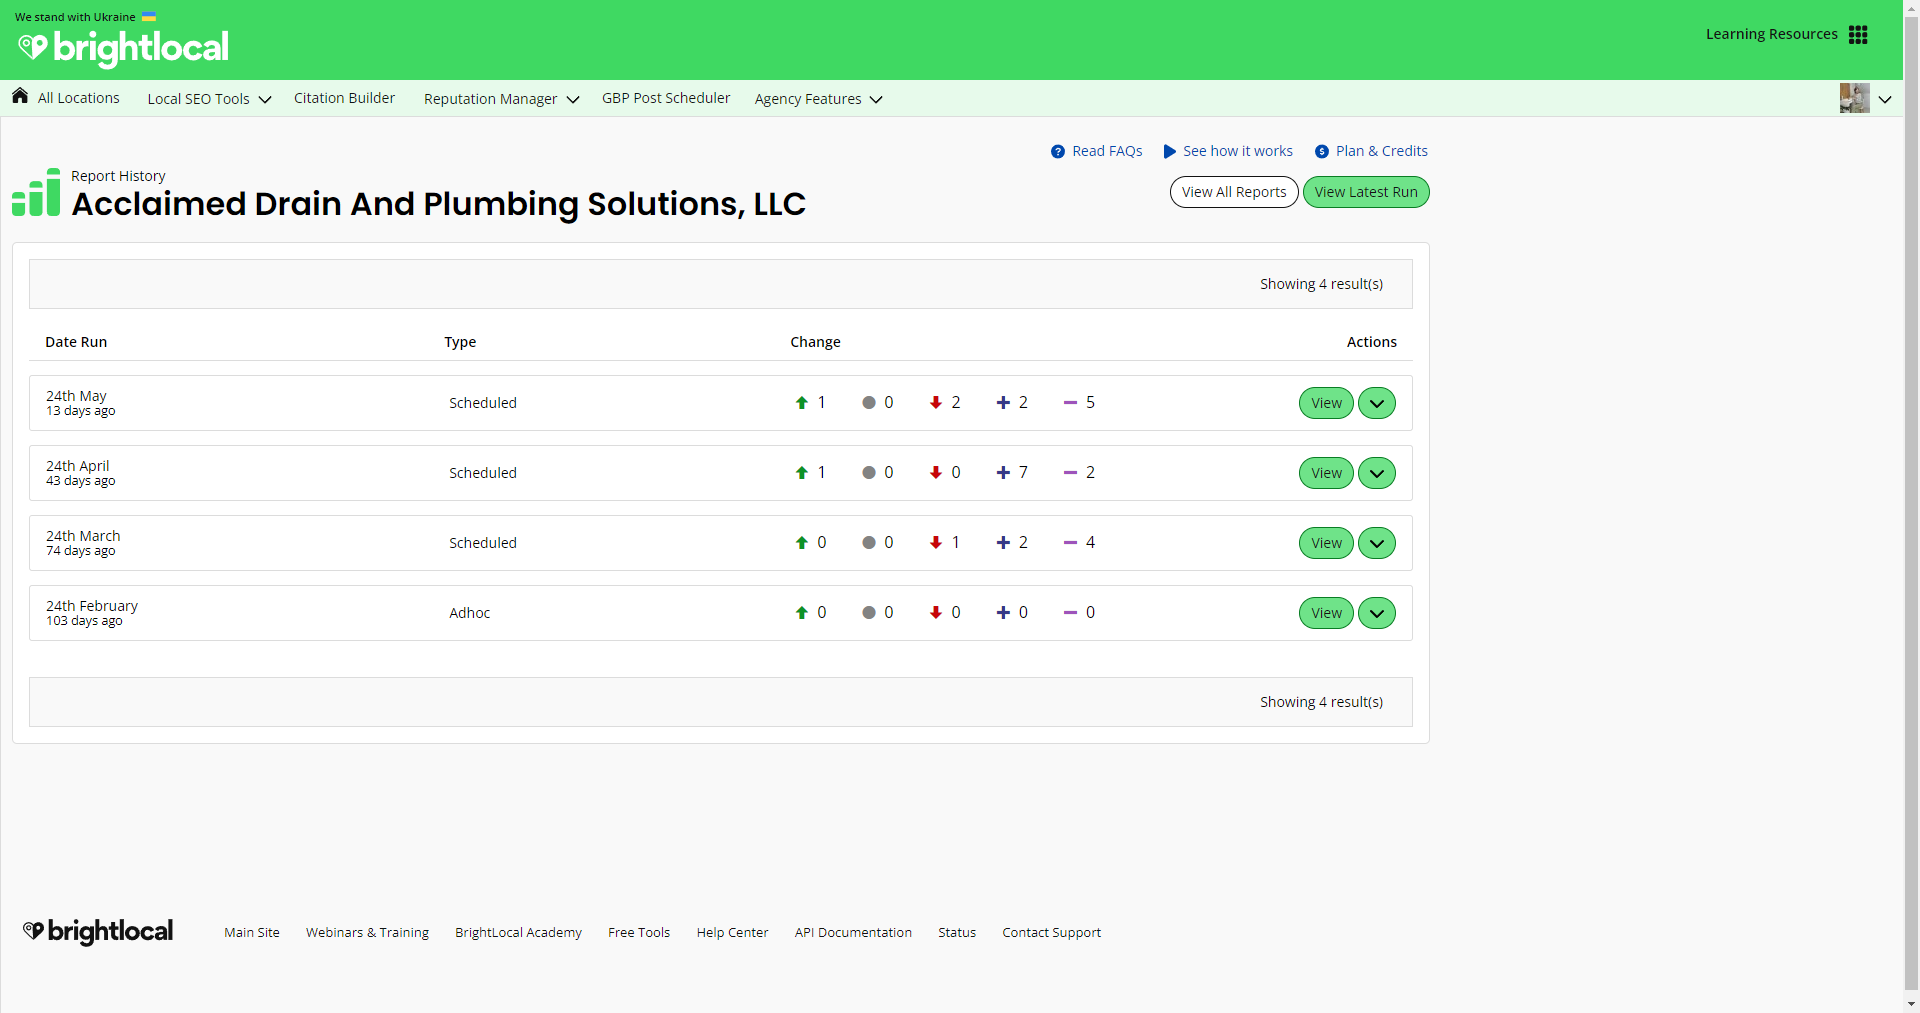 We stand with Ukraine
brightlocal
Learning Resources
All Locations Local SEO Tools Citation Builder Reputation Manager GBP Post Scheduler Agency Features
Read FAQs See how it works Plan & Credits
Report History
Acclaimed Drain And Plumbing Solutions, LLC
View All Reports View Latest Run
Showing 4 result(s)
Date Run Type Change Actions
24th May
13 days ago
Scheduled 1 0 2 2 5 View
24th April
43 days ago
Scheduled 1 0 0 7 2 View
24th March
74 days ago
Scheduled 0 0 1 2 4 View
24th February
103 days ago
Adhoc 0 0 0 0 0 View
Showing 4 result(s)
brightlocal Main Site Webinars & Training BrightLocal Academy Free Tools Help Center API Documentation Status Contact Support